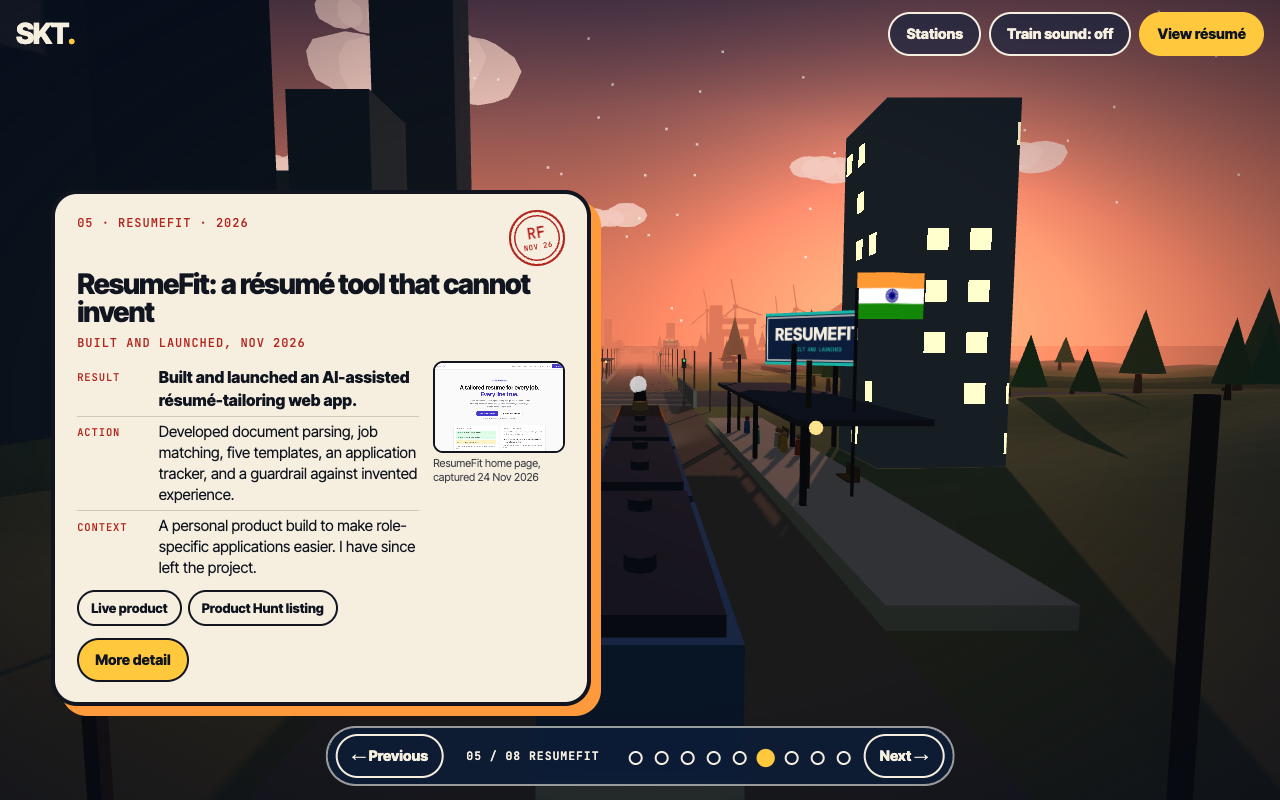 SKT.
Stations
Train sound: off
View résumé
05 · RESUMEFIT · 2026
RF
NOV 26
ResumeFit: a résumé tool that cannot
invent
BUILT AND LAUNCHED, NOV 2026
RESULT
Built and launched an AI-assisted
résumé-tailoring web app.
ACTION
Developed document parsing, job
matching, five templates, an application
tracker, and a guardrail against invented
experience.
CONTEXT
A personal product build to make role-
specific applications easier. I have since
left the project.
A tailored resume for every job.
Every line true.
ResumeFit home page,
captured 24 Nov 2026
Live product
Product Hunt listing
More detail
RESUMEFIT
BUILT AND LAUNCHED
← Previous
05 / 08 RESUMEFIT
Next →